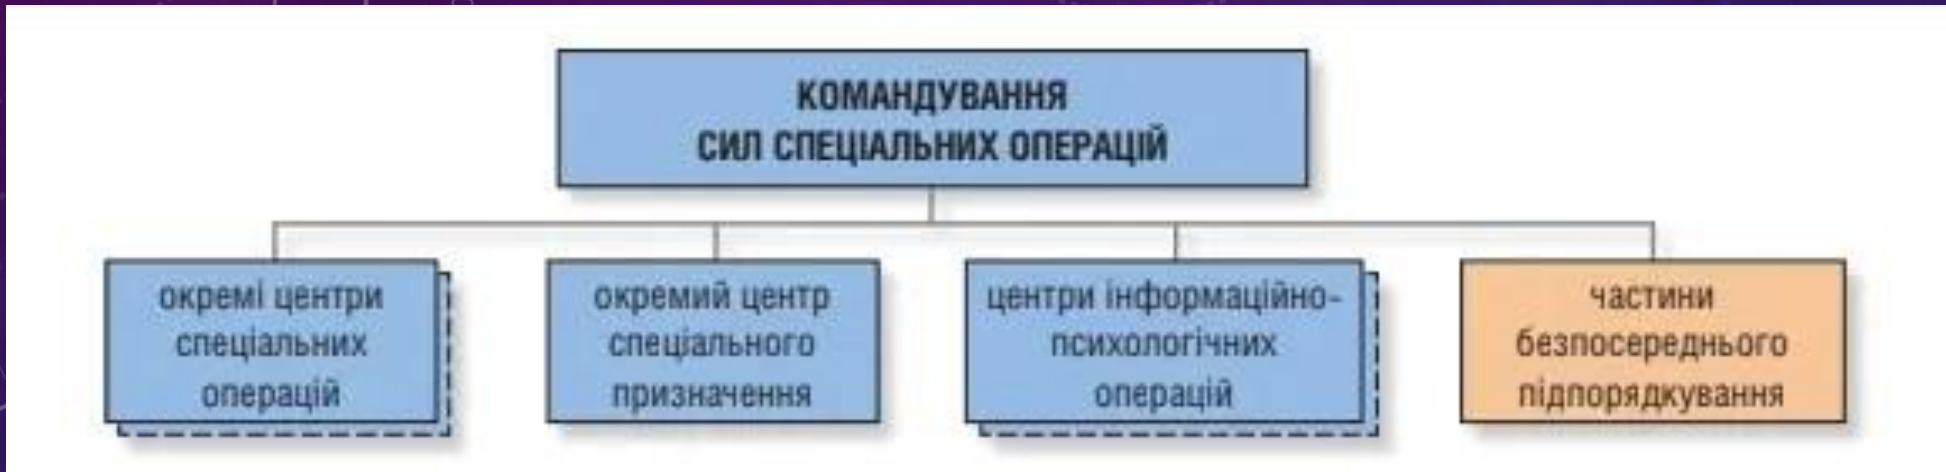 КОМАНДУВАННЯ
СИЛ СПЕЦІАЛЬНИХ ОПЕРАЦІЙ
окремі центри
спеціальних
операцій
окремий центр
спеціального
призначення
центри інформаційно-
психологічних
операцій
частини
безпосереднього
підпорядкування